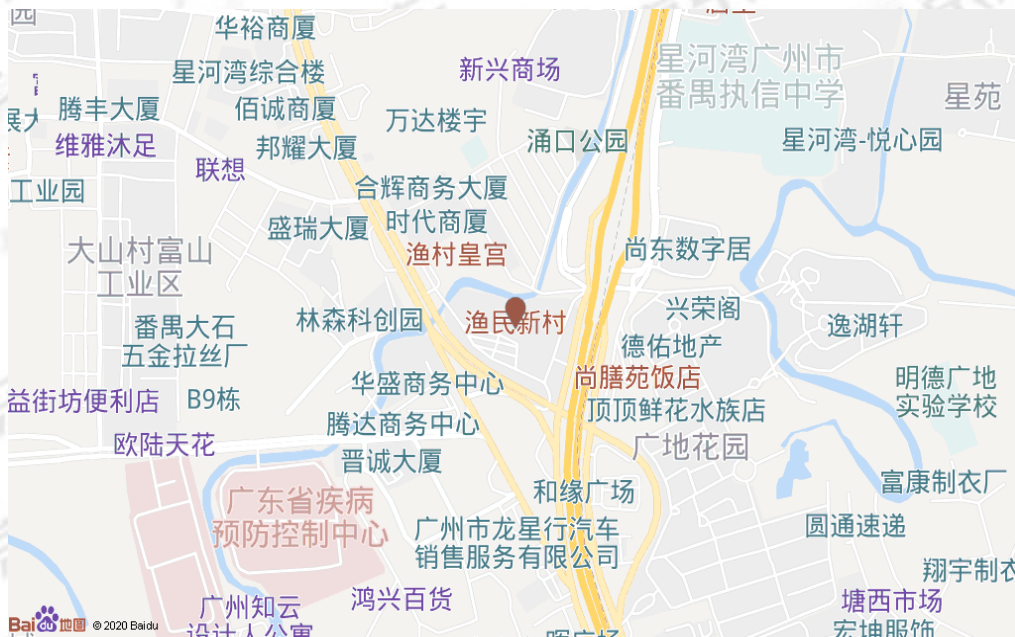 园
华裕商厦
星河湾综合楼
新兴商场
星河湾广州市
番禺执信中学
星苑
腾丰大厦
佰诚商厦
万达楼宇
展大
维雅沐足
邦耀大厦
涌口公园
星河湾-悦心园
联想
工业园
合辉商务大厦
时代商厦
盛瑞大厦
大山村富山
工业区
渔村皇宫
尚东数字居
番禺大石
五金拉丝厂
林森科创园
渔民新村
兴荣阁
逸湖轩
德佑地产
益街坊便利店
B9栋
华盛商务中心
尚膳苑饭店
明德广地
实验学校
腾达商务中心
顶顶鲜花水族店
欧陆天花
晋诚大厦
广地花园
广东省疾病
预防控制中心
和缘广场
富康制衣厂
广州市龙星行汽车
销售服务有限公司
圆通速递
翔宇制衣
广州知云
设计人公寓
鸿兴百货
塘西市场
宏坤服饰
Bai地图 © 2020 Baidu